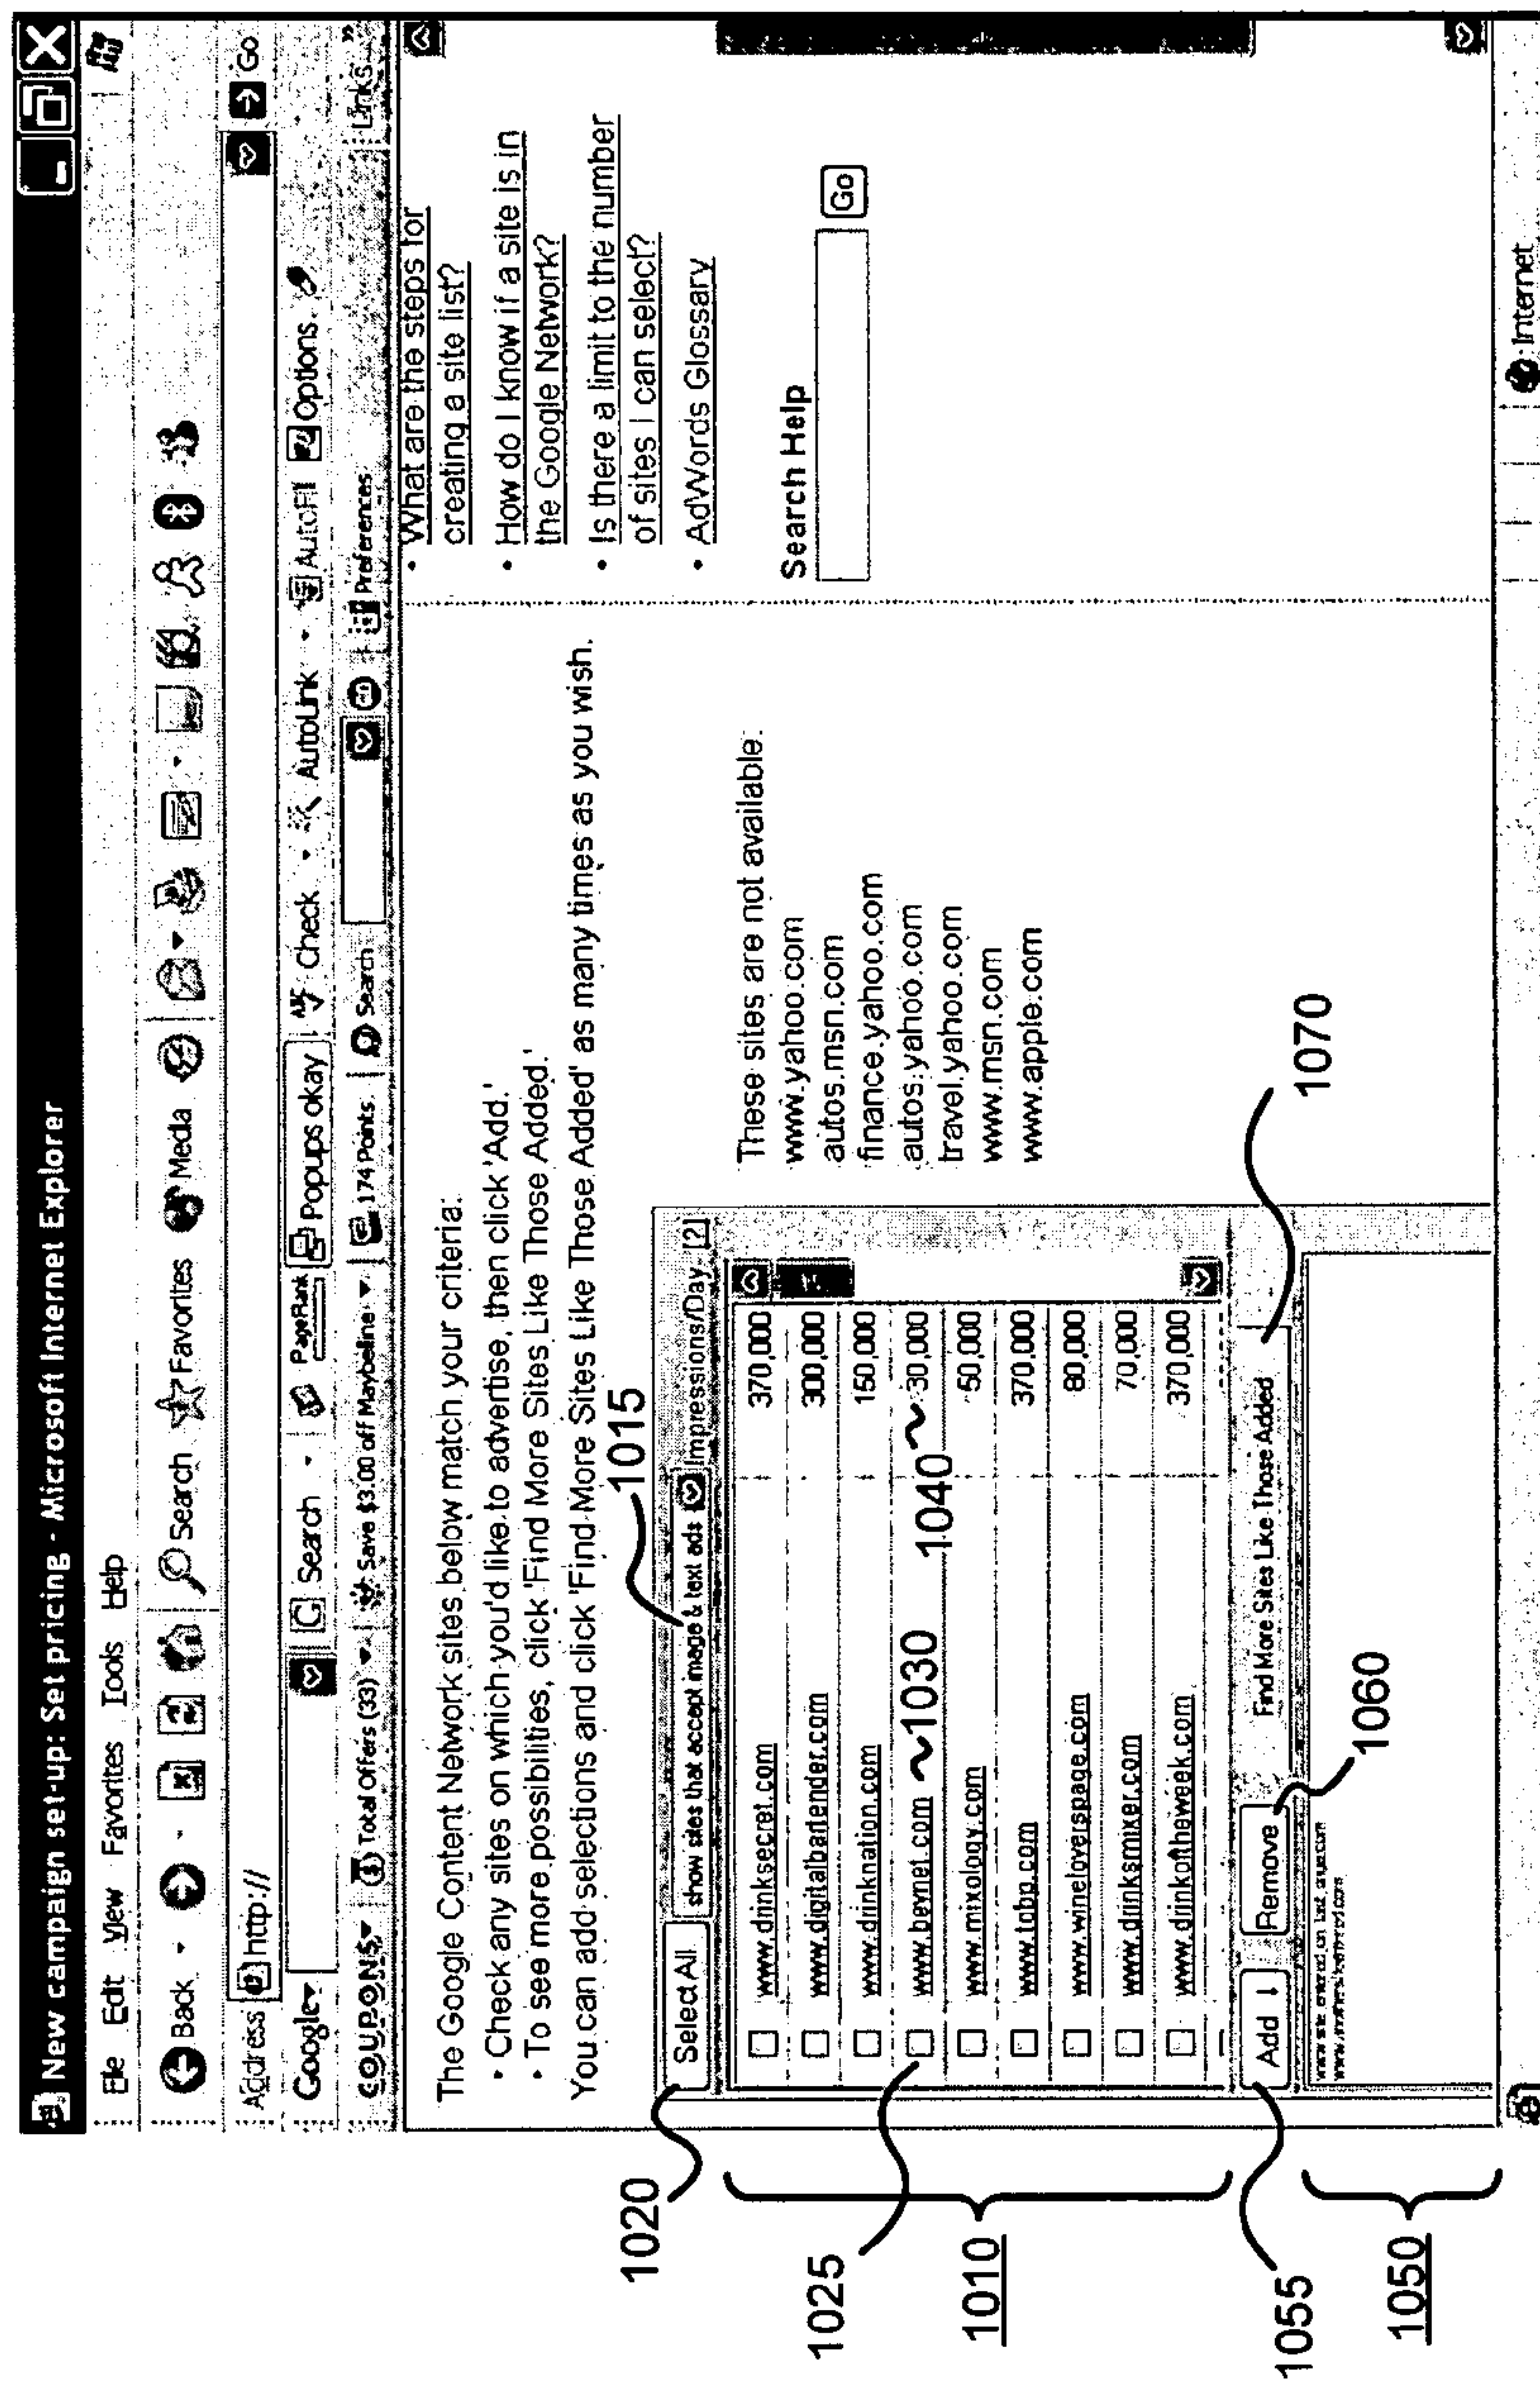 New campaign set-up: Set pricing - Microsoft Internet Explorer
File Edit View Favorites Tools Help
Back Search Favorites Media
Address http:// Go
Google Search PageRank Popups okay Check AutoLink AutoFill Options
COUPONS Total Offers (33) Save $3.00 off Maybelline 174 Points Search Preferences Links »
The Google Content Network sites below match your criteria:
• Check any sites on which you'd like to advertise, then click 'Add.'
• To see more possibilities, click 'Find More Sites Like Those Added.'
You can add selections and click 'Find More Sites Like Those Added' as many times as you wish.
1015
1020
Select All show sites that accept image & text ads Impressions/Day [?]
www.drinksecret.com 370,000
www.digitalbartender.com 300,000
www.drinknation.com 150,000
1025
www.bevnet.com ~1030 1040~ 30,000
www.mixology.com 50,000
www.tobp.com 370,000
www.wineloverspage.com 80,000
www.drinksmixer.com 70,000
www.drinkoftheweek.com 370,000
1010
1055
Add ↓ Remove Find More Sites Like Those Added
1060
1070
1050
These sites are not available:
www.yahoo.com
autos.msn.com
finance.yahoo.com
autos.yahoo.com
travel.yahoo.com
www.msn.com
www.apple.com
• What are the steps for
creating a site list?
• How do I know if a site is in
the Google Network?
• Is there a limit to the number
of sites I can select?
• AdWords Glossary
Search Help
Go
Internet